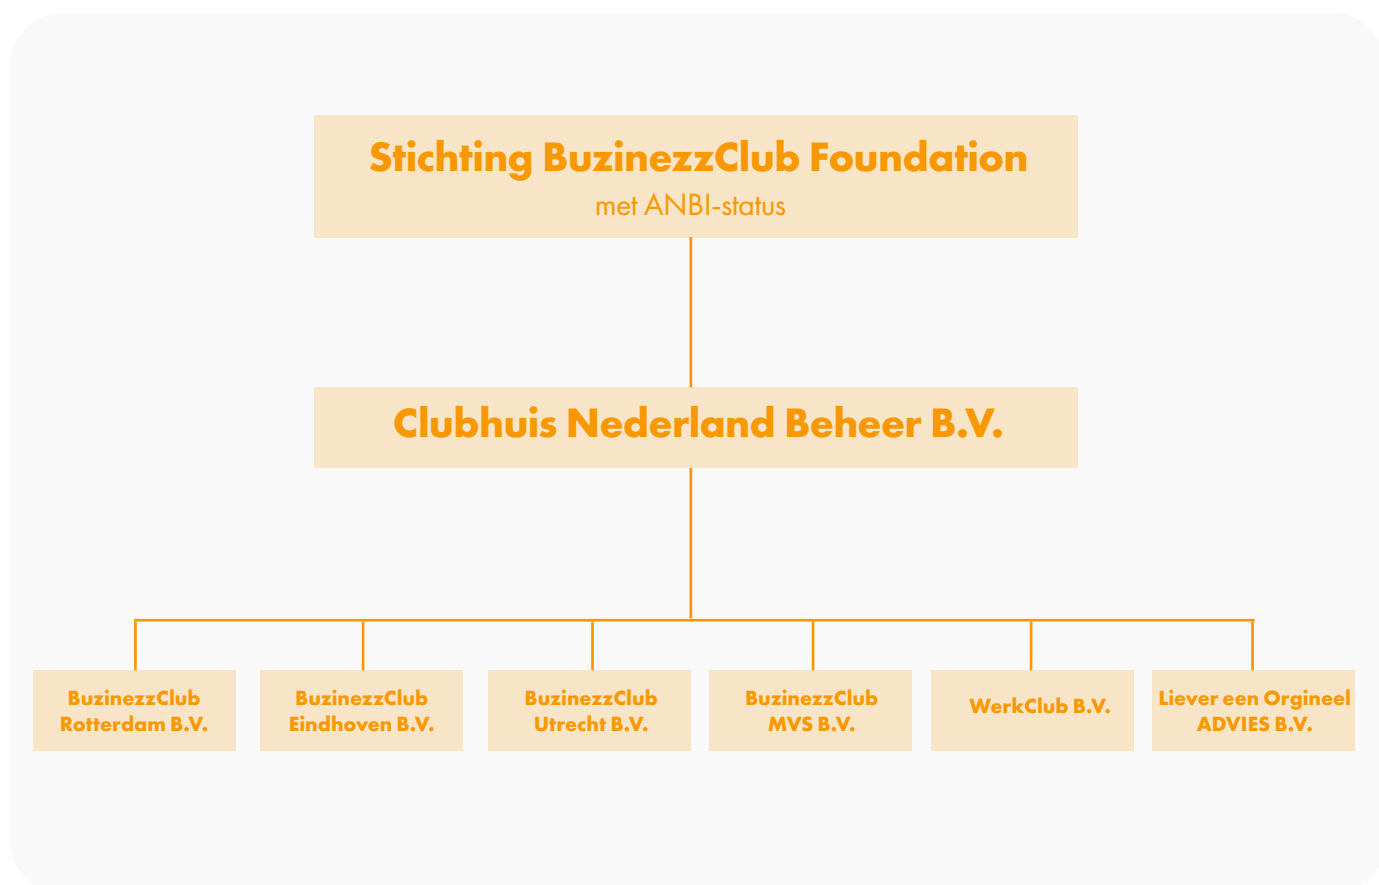 Stichting BuzinezzClub Foundation
met ANBI-status
Clubhuis Nederland Beheer B.V.
BuzinezzClub
Rotterdam B.V.
BuzinezzClub
Eindhoven B.V.
BuzinezzClub
Utrecht B.V.
BuzinezzClub
MVS B.V.
WerkClub B.V.
Liever een Orgineel
ADVIES B.V.